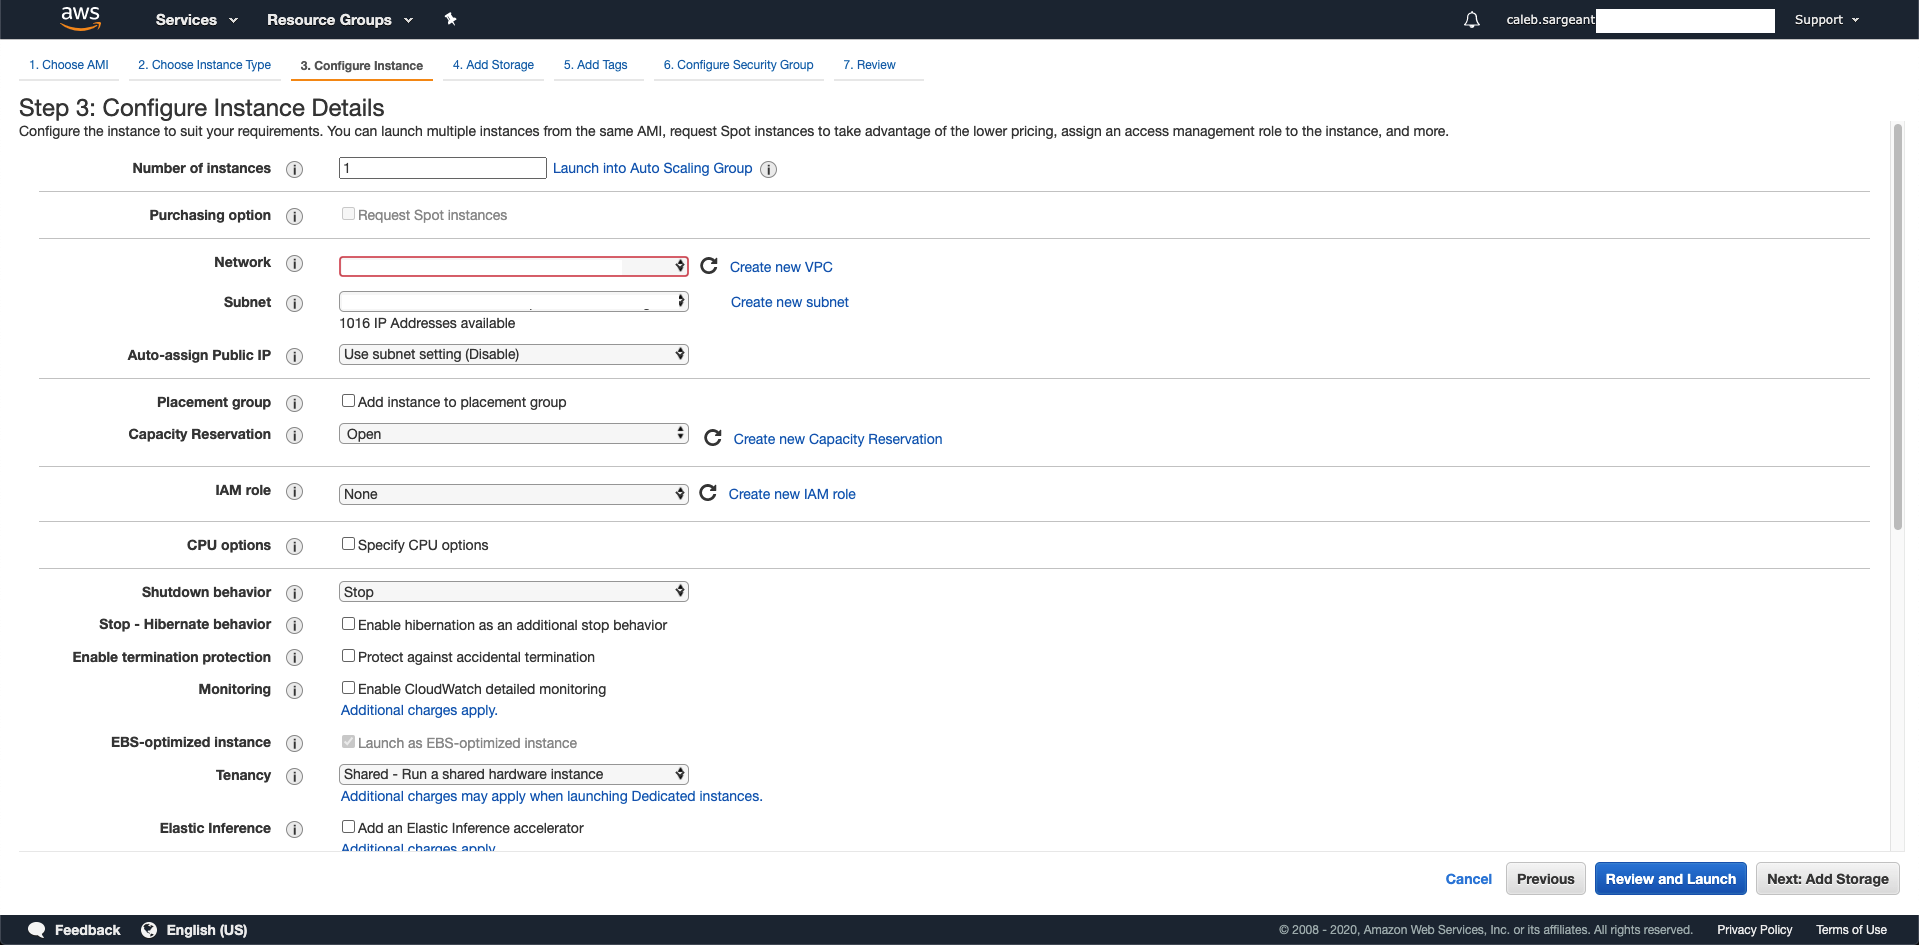 aws Services Resource Groups caleb.sargeant Support
1. Choose AMI 2. Choose Instance Type 3. Configure Instance 4. Add Storage 5. Add Tags 6. Configure Security Group 7. Review
Step 3: Configure Instance Details
Configure the instance to suit your requirements. You can launch multiple instances from the same AMI, request Spot instances to take advantage of the lower pricing, assign an access management role to the instance, and more.
Number of instances i 1 Launch into Auto Scaling Group i
Purchasing option i Request Spot instances
Network i Create new VPC
Subnet i Create new subnet
1016 IP Addresses available
Auto-assign Public IP i Use subnet setting (Disable)
Placement group i Add instance to placement group
Capacity Reservation i Open Create new Capacity Reservation
IAM role i None Create new IAM role
CPU options i Specify CPU options
Shutdown behavior i Stop
Stop - Hibernate behavior i Enable hibernation as an additional stop behavior
Enable termination protection i Protect against accidental termination
Monitoring i Enable CloudWatch detailed monitoring
Additional charges apply.
EBS-optimized instance i Launch as EBS-optimized instance
Tenancy i Shared - Run a shared hardware instance
Additional charges may apply when launching Dedicated instances.
Elastic Inference i Add an Elastic Inference accelerator
Additional charges apply
Cancel Previous Review and Launch Next: Add Storage
Feedback English (US) © 2008 - 2020, Amazon Web Services, Inc. or its affiliates. All rights reserved. Privacy Policy Terms of Use